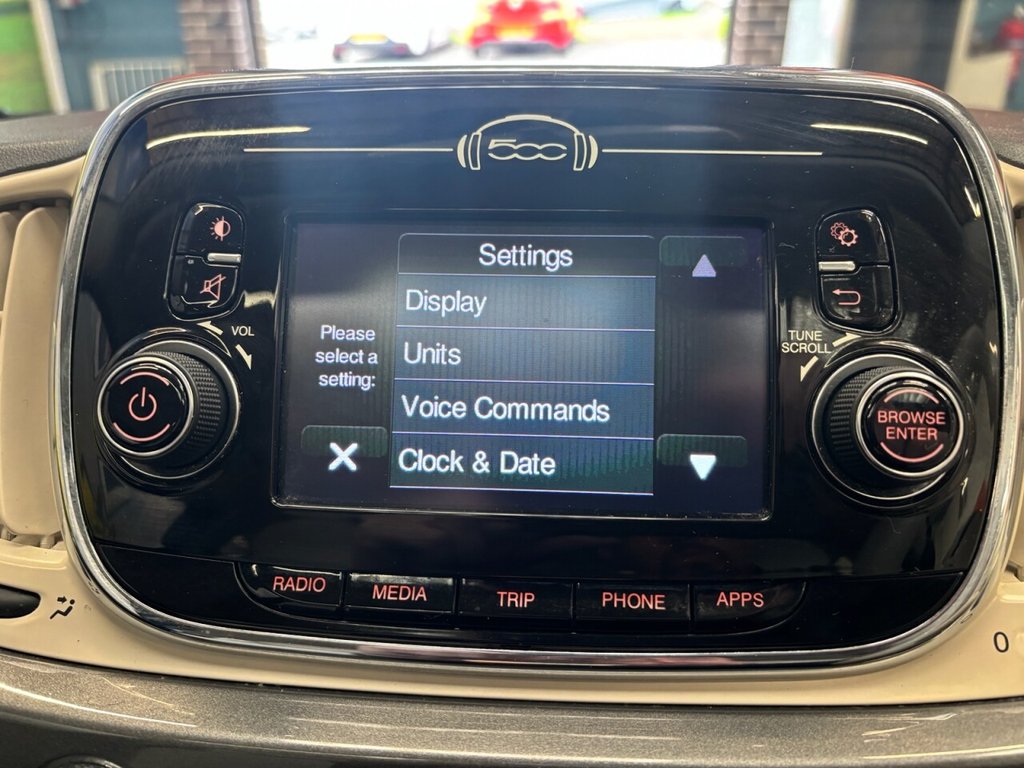 500
Settings
Display
Units
Voice Commands
Clock & Date
Please
select a
setting:
VOL
TUNE
SCROLL
BROWSE
ENTER
RADIO
MEDIA
TRIP
PHONE
APPS
0